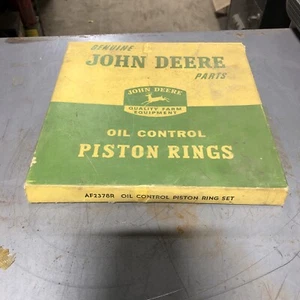 GENUINE
JOHN DEERE
PARTS
JOHN DEERE
QUALITY FARM
EQUIPMENT
OIL CONTROL
PISTON RINGS
AF2378R OIL CONTROL PISTON RING SET